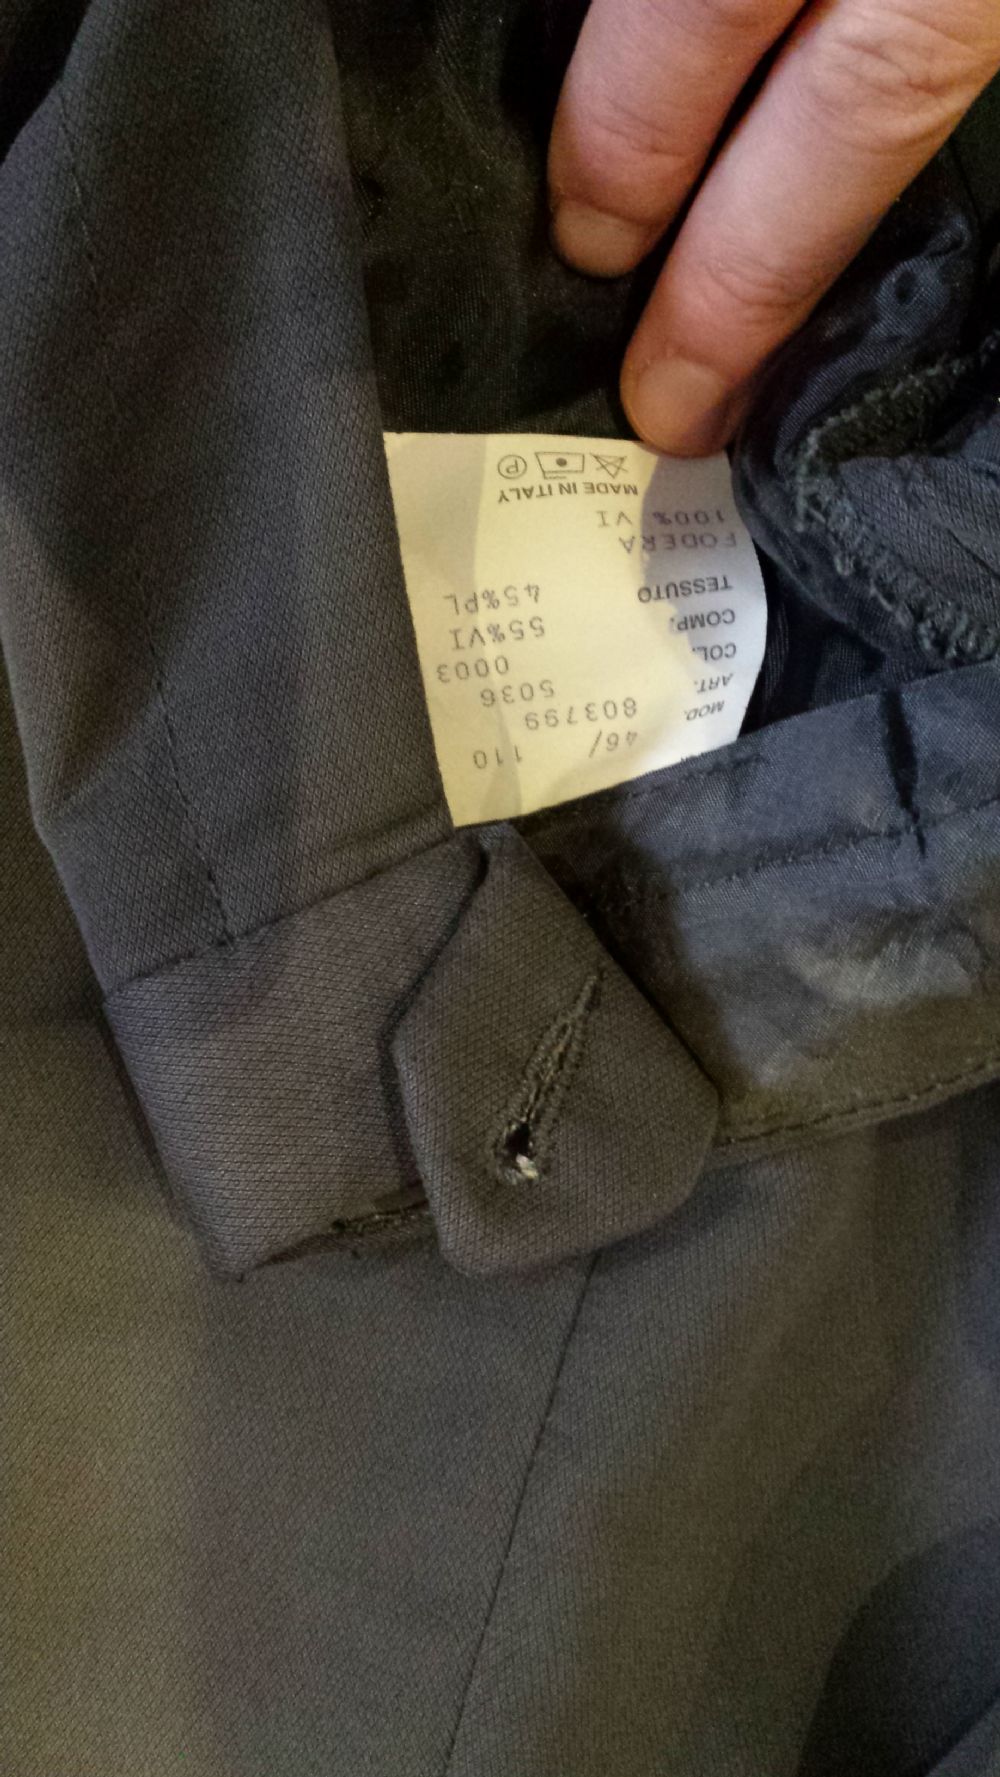 46/ 110
MOD. 803799
ART. 5036
COL. 0003
COMP. 55%VI
TESSUTO 45%PL
FODERA
100% VI
MADE IN ITALY
P